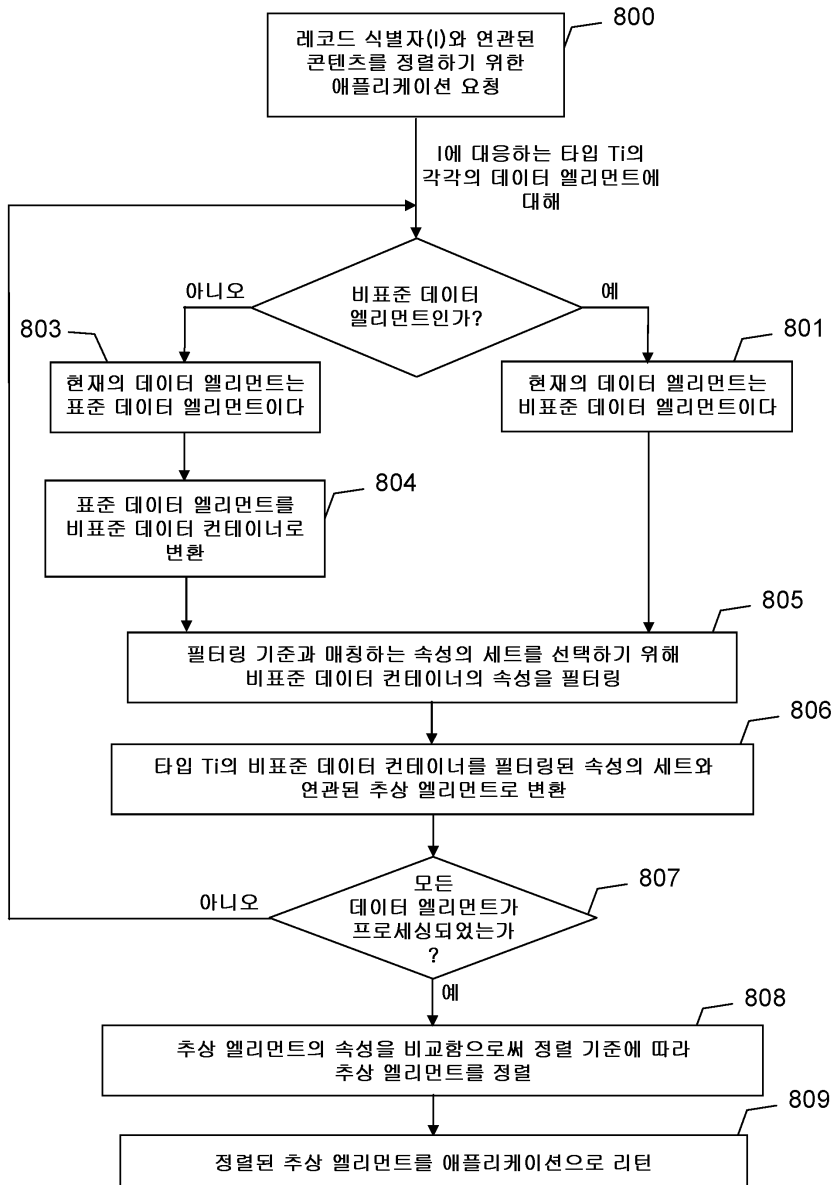 800
레코드 식별자(I)와 연관된
콘텐츠를 정렬하기 위한
애플리케이션 요청
I에 대응하는 타입 Ti의
각각의 데이터 엘리먼트에
대해
아니오
비표준 데이터
엘리먼트인가?
예
803
801
현재의 데이터 엘리먼트는
표준 데이터 엘리먼트이다
현재의 데이터 엘리먼트는
비표준 데이터 엘리먼트이다
804
표준 데이터 엘리먼트를
비표준 데이터 컨테이너로
변환
805
필터링 기준과 매칭하는 속성의 세트를 선택하기 위해
비표준 데이터 컨테이너의 속성을 필터링
806
타입 Ti의 비표준 데이터 컨테이너를 필터링된 속성의 세트와
연관된 추상 엘리먼트로 변환
807
아니오
모든
데이터 엘리먼트가
프로세싱되었는가
?
예
808
추상 엘리먼트의 속성을 비교함으로써 정렬 기준에 따라
추상 엘리먼트를 정렬
809
정렬된 추상 엘리먼트를 애플리케이션으로 리턴